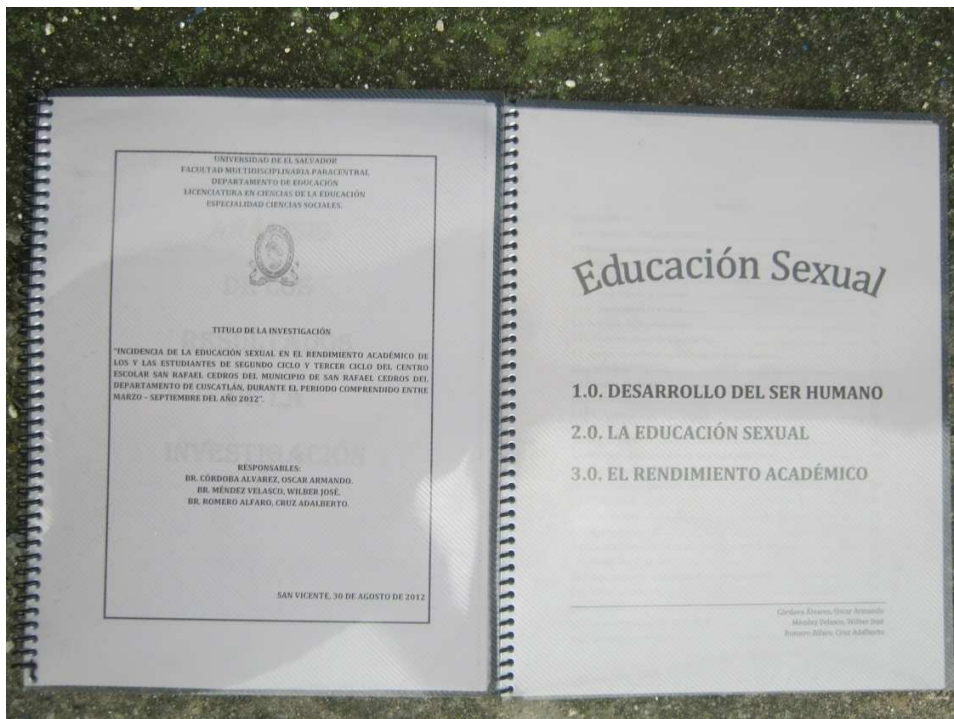 UNIVERSIDAD DE EL SALVADOR
FACULTAD MULTIDISCIPLINARIA PARACENTRAL
DEPARTAMENTO DE EDUCACIÓN
LICENCIATURA EN CIENCIAS DE LA EDUCACIÓN
ESPECIALIDAD CIENCIAS SOCIALES.
TITULO DE LA INVESTIGACIÓN
"INCIDENCIA DE LA EDUCACIÓN SEXUAL EN EL RENDIMIENTO ACADÉMICO DE
LOS Y LAS ESTUDIANTES DE SEGUNDO CICLO Y TERCER CICLO DEL CENTRO
ESCOLAR SAN RAFAEL CEDROS DEL MUNICIPIO DE SAN RAFAEL CEDROS DEL
DEPARTAMENTO DE CUSCATLÁN, DURANTE EL PERIODO COMPRENDIDO ENTRE
MARZO – SEPTIEMBRE DEL AÑO 2012".
RESPONSABLES:
BR. CÓRDOBA ALVAREZ, OSCAR ARMANDO.
BR. MÉNDEZ VELASCO, WILBER JOSÉ.
BR. ROMERO ALFARO, CRUZ ADALBERTO.
SAN VICENTE, 30 DE AGOSTO DE 2012
Educación Sexual
1.0. DESARROLLO DEL SER HUMANO
2.0. LA EDUCACIÓN SEXUAL
3.0. EL RENDIMIENTO ACADÉMICO
Córdova Álvarez, Oscar Armando
Méndez Velasco, Wilber José
Romero Alfaro, Cruz Adalberto